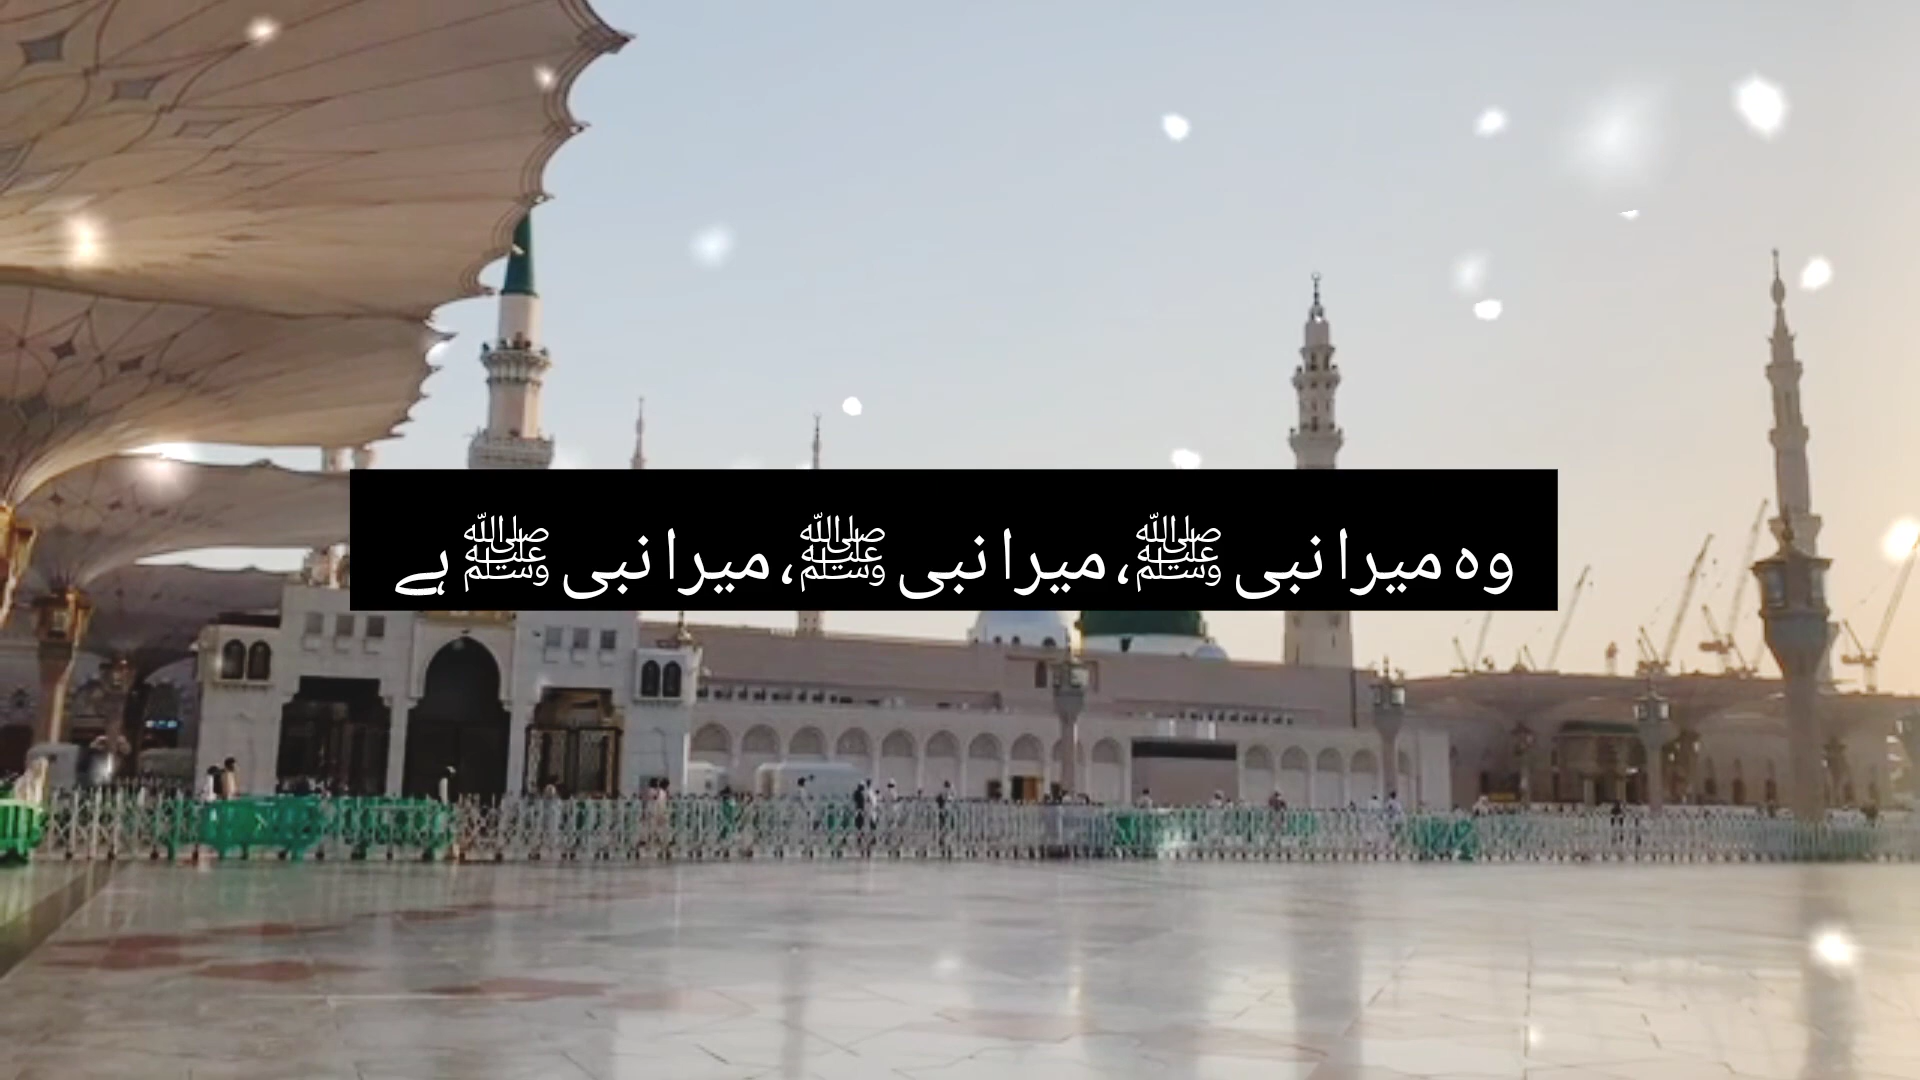 وہ میرا نبی ﷺ، میرا نبی ﷺ، میرا نبی ﷺ ہے